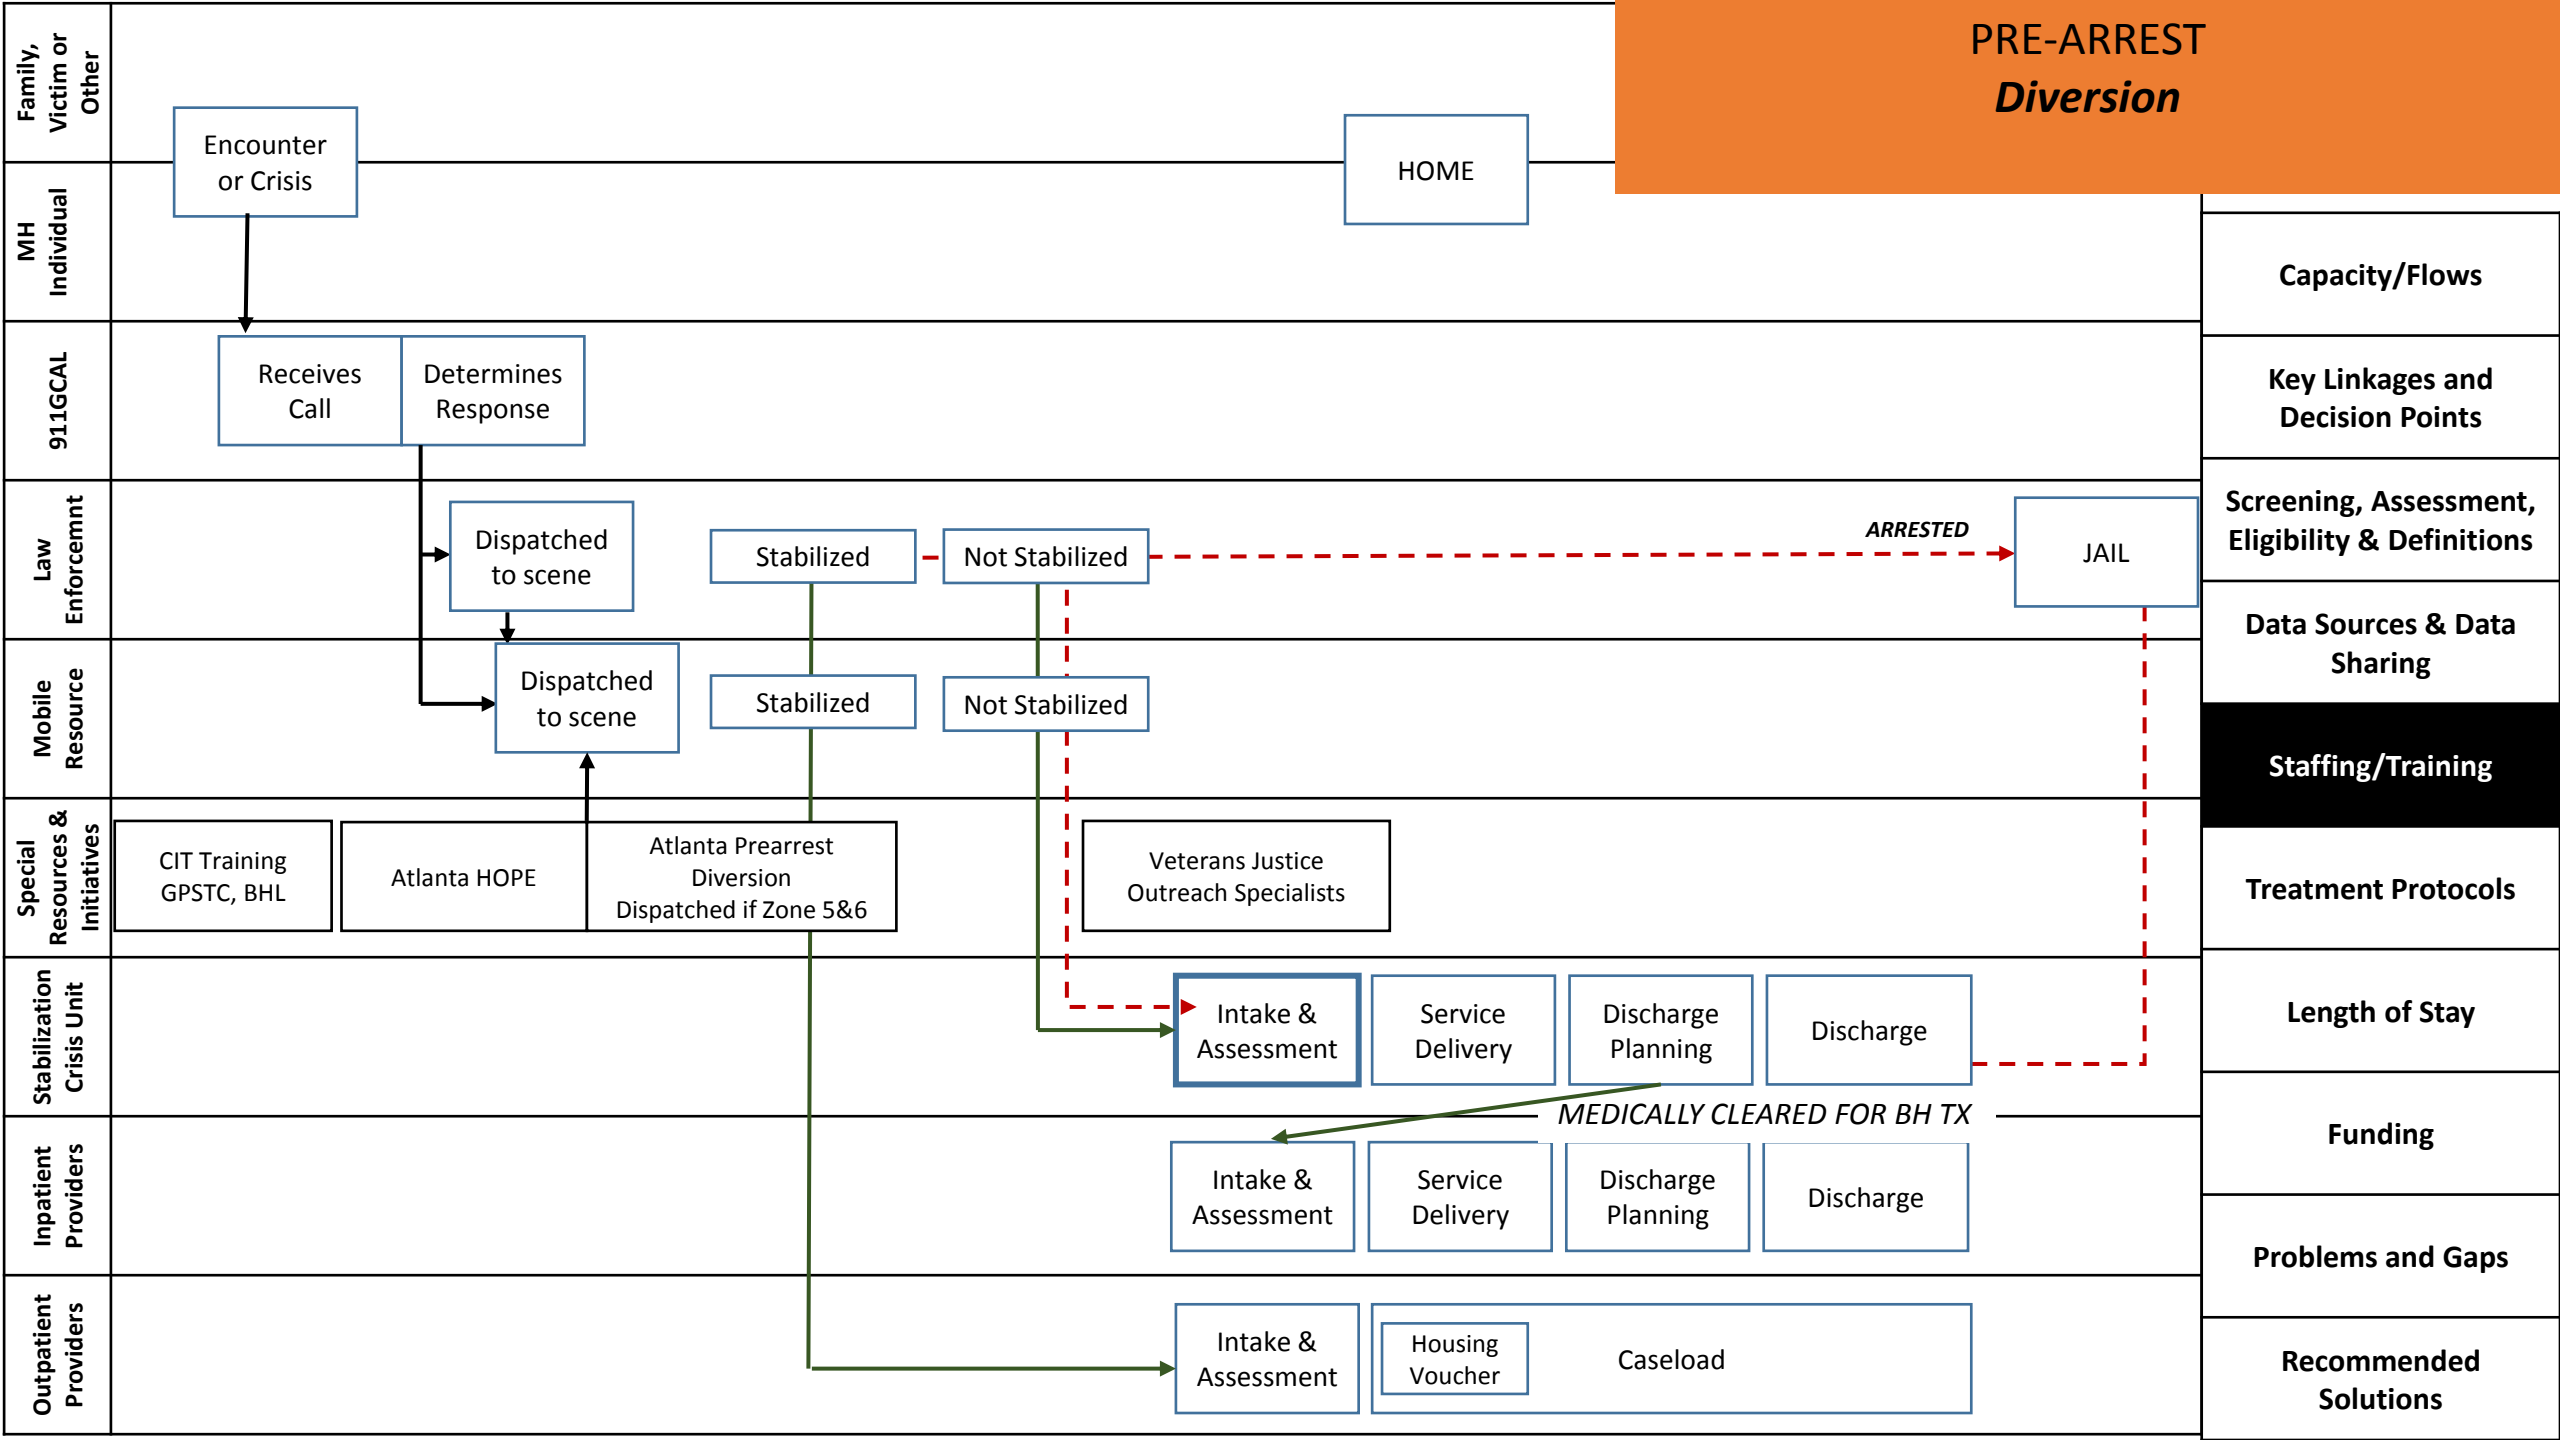 PRE-ARREST
Diversion
Family,
Victim or
Other
Encounter
or Crisis
HOME
MH
Individual
Capacity/Flows
911GCAL
Receives
Call
Determines
Response
Key Linkages and
Decision Points
Law
Enforcemnt
Dispatched
to scene
Stabilized
Not Stabilized
ARRESTED
JAIL
Screening, Assessment,
Eligibility & Definitions
Data Sources & Data
Sharing
Mobile
Resource
Dispatched
to scene
Stabilized
Not Stabilized
Staffing/Training
Special
Resources &
Initiatives
CIT Training
GPSTC, BHL
Atlanta HOPE
Atlanta Prearrest
Diversion
Dispatched if Zone 5&6
Veterans Justice
Outreach Specialists
Treatment Protocols
Stabilization
Crisis Unit
Intake &
Assessment
Service
Delivery
Discharge
Planning
Discharge
Length of Stay
MEDICALLY CLEARED FOR BH TX
Funding
Inpatient
Providers
Intake &
Assessment
Service
Delivery
Discharge
Planning
Discharge
Problems and Gaps
Outpatient
Providers
Intake &
Assessment
Housing
Voucher
Caseload
Recommended
Solutions